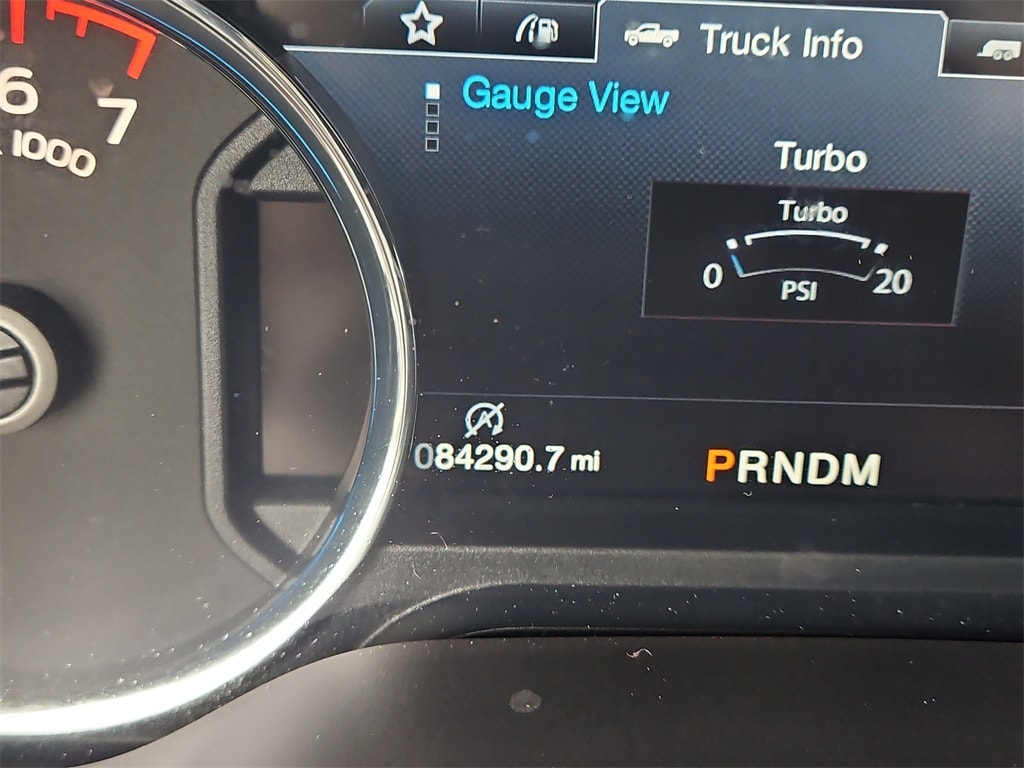 Truck Info
Gauge View
6
7
1000
Turbo
Turbo
0
20
PSI
A
084290.7 mi
PRNDM